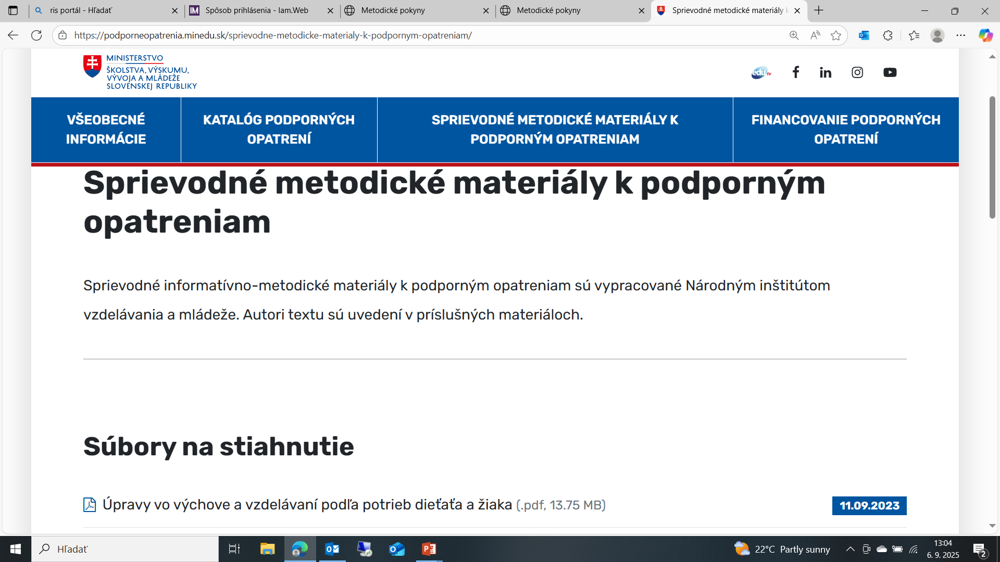 ris portál - Hľadať
Spôsob prihlásenia - Iam.Web
Metodické pokyny
Metodické pokyny
Sprievodné metodické materiály k
https://podporneopatrenia.minedu.sk/sprievodne-metodicke-materialy-k-podpornym-opatreniam/
MINISTERSTVO
ŠKOLSTVA, VÝSKUMU,
VÝVOJA A MLÁDEŽE
SLOVENSKEJ REPUBLIKY
edu tv
VŠEOBECNÉ
INFORMÁCIE
KATALÓG PODPORNÝCH
OPATRENÍ
SPRIEVODNÉ METODICKÉ MATERIÁLY K
PODPORNÝM OPATRENIAM
FINANCOVANIE PODPORNÝCH
OPATRENÍ
Sprievodné metodické materiály k podporným
opatreniam
Sprievodné informatívno-metodické materiály k podporným opatreniam sú vypracované Národným inštitútom
vzdelávania a mládeže. Autori textu sú uvedení v príslušných materiáloch.
Súbory na stiahnutie
Úpravy vo výchove a vzdelávaní podľa potrieb dieťaťa a žiaka (.pdf, 13.75 MB)
11.09.2023
Hľadať
22°C Partly sunny
13:04
6. 9. 2025
2